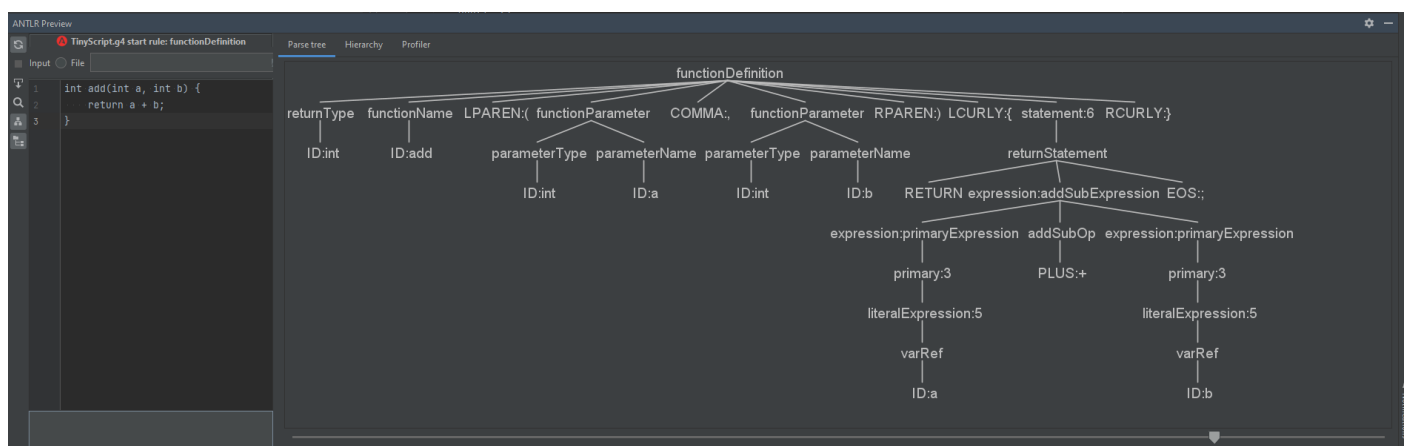 ANTLR Preview
TinyScript.g4 start rule: functionDefinition
Input File
1 int add(int a, int b) {
2 return a + b;
3 }
Parse tree Hierarchy Profiler
functionDefinition
returnType functionName LPAREN:( functionParameter COMMA:, functionParameter RPAREN:) LCURLY:{ statement:6 RCURLY:}
ID:int ID:add parameterType parameterName parameterType parameterName returnStatement
ID:int ID:a ID:int ID:b RETURN expression:addSubExpression EOS:;
expression:primaryExpression addSubOp expression:primaryExpression
primary:3 PLUS:+ primary:3
literalExpression:5 literalExpression:5
varRef varRef
ID:a ID:b